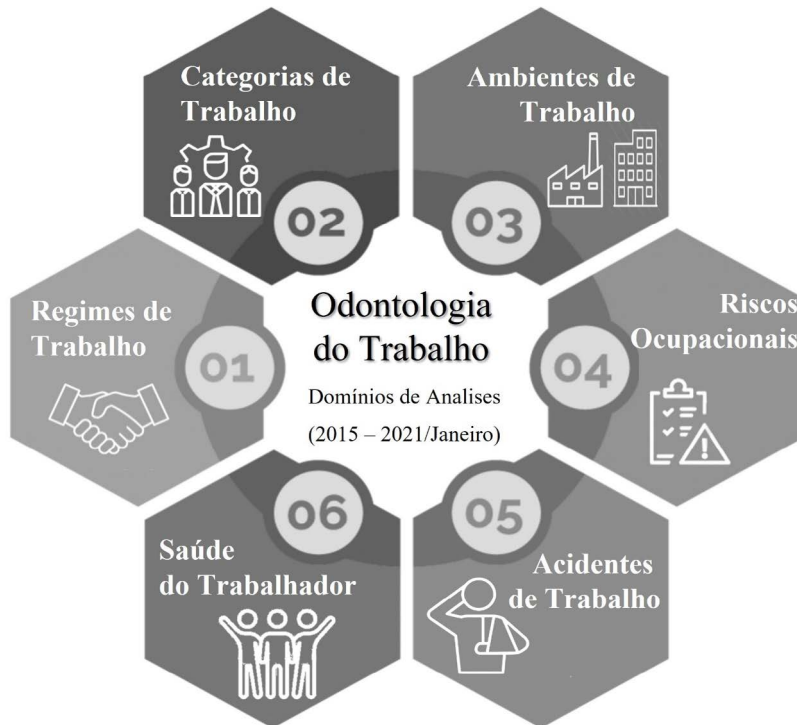 Odontologia
do Trabalho
Domínios de Analises
(2015 – 2021/Janeiro)
Regimes de
Trabalho
01
Categorias de
Trabalho
02
Ambientes de
Trabalho
03
Riscos
Ocupacionais
04
Acidentes
de Trabalho
05
Saúde
do Trabalhador
06